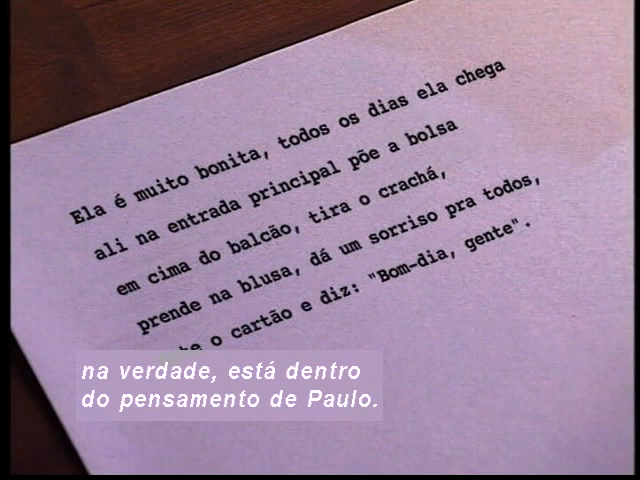 Ela é muito bonita, todos os dias ela chega
ali na entrada principal põe a bolsa
em cima do balcão, tira o crachá,
prende na blusa, dá um sorriso pra todos,
o cartão e diz: "Bom-dia, gente".
na verdade, está dentro
do pensamento de Paulo.